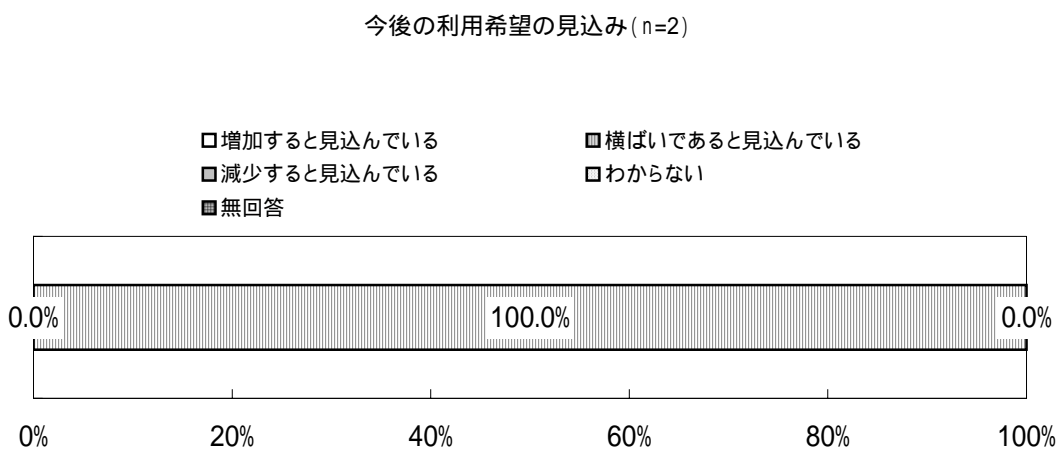 今後の利用希望の見込み(n=2)
増加すると見込んでいる 横ばいであると見込んでいる
減少すると見込んでいる わからない
無回答
0.0% 100.0% 0.0%
0% 20% 40% 60% 80% 100%